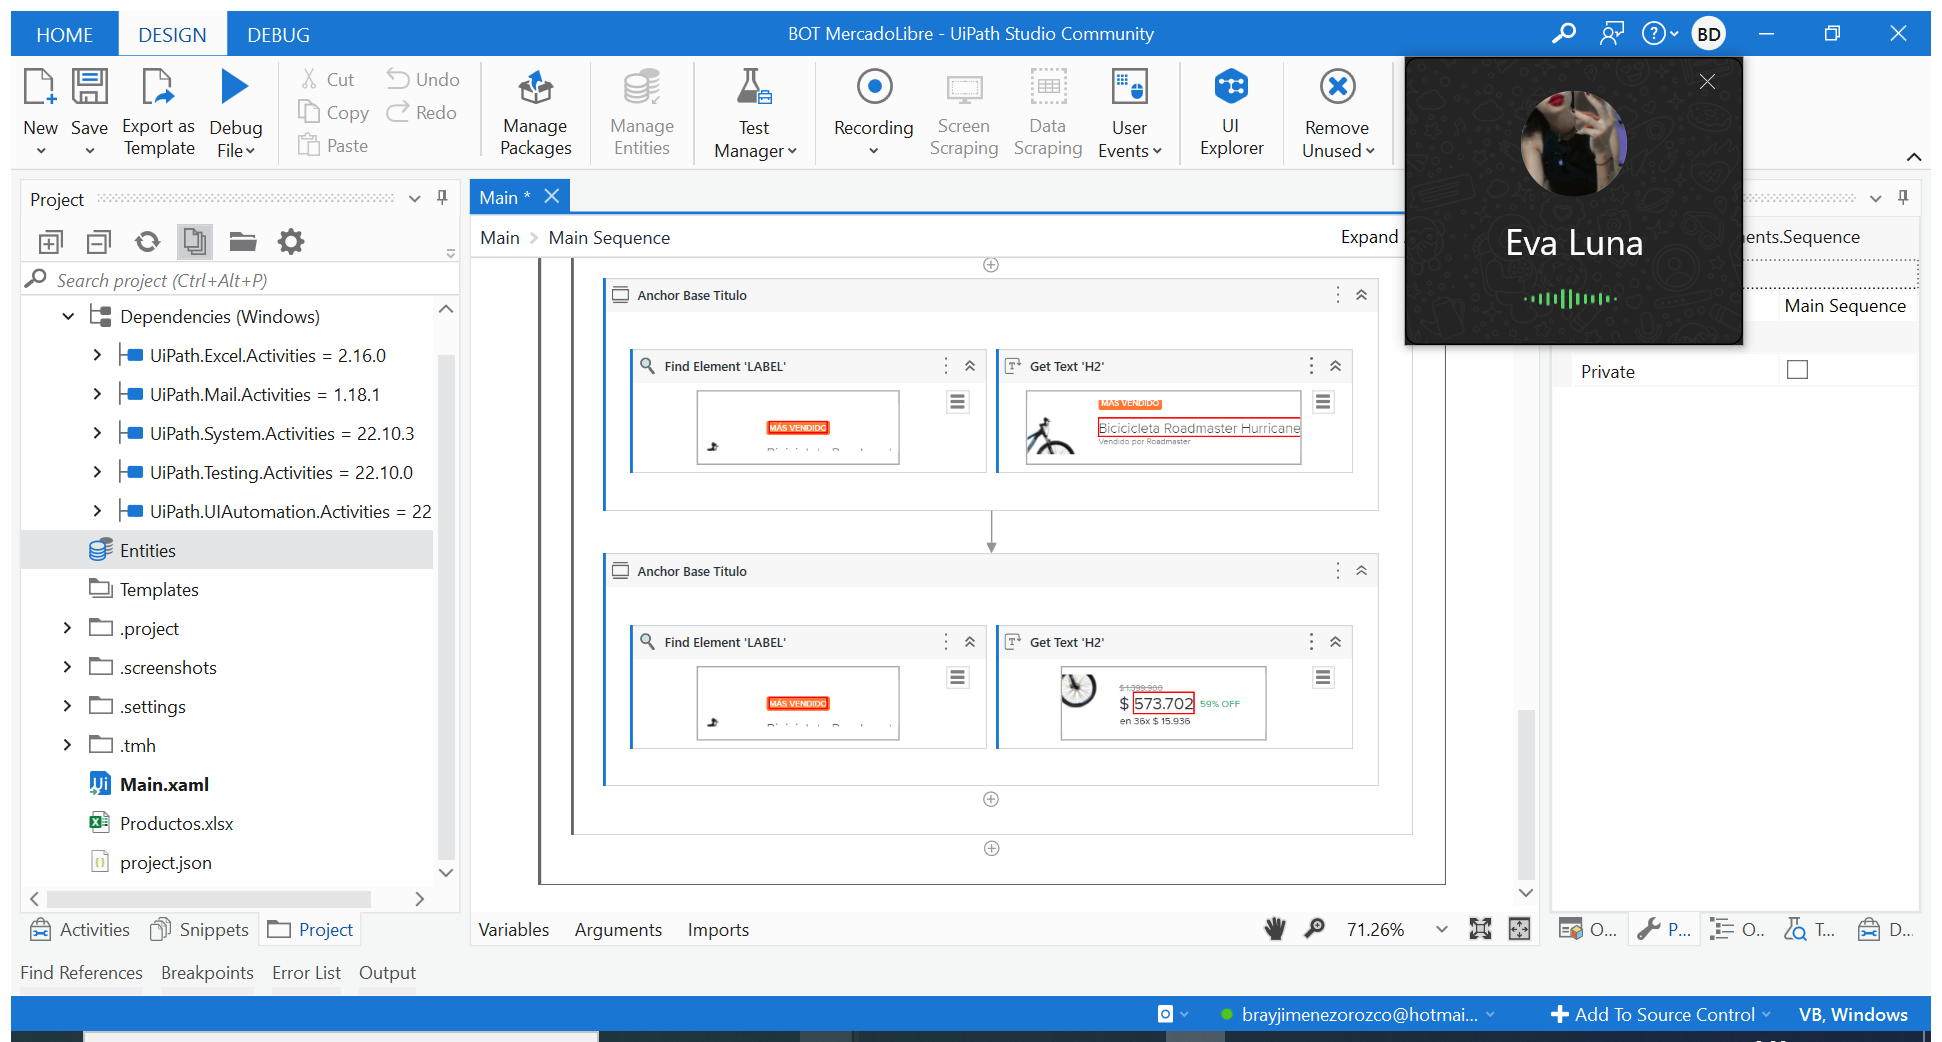 HOME DESIGN DEBUG BOT MercadoLibre - UiPath Studio Community BD
New Save Export as Template Debug File
Cut Copy Paste Undo Redo
Manage Packages
Manage Entities
Test Manager
Recording
Screen Scraping
Data Scraping
User Events
UI Explorer
Remove Unused
Eva Luna
Project
Search project (Ctrl+Alt+P)
Dependencies (Windows)
UiPath.Excel.Activities = 2.16.0
UiPath.Mail.Activities = 1.18.1
UiPath.System.Activities = 22.10.3
UiPath.Testing.Activities = 22.10.0
UiPath.UIAutomation.Activities = 22
Entities
Templates
.project
.screenshots
.settings
.tmh
Main.xaml
Productos.xlsx
project.json
Activities Snippets Project
Main *
Main Main Sequence Expand
Anchor Base Titulo
Find Element 'LABEL' Get Text 'H2'
MÁS VENDIDO
MÁS VENDIDO
Bicicicleta Roadmaster Hurricane
Vendido por Roadmaster
Anchor Base Titulo
Find Element 'LABEL' Get Text 'H2'
MÁS VENDIDO
$ 1.399.900
$ 573.702 59% OFF
en 36x $ 15.936
Variables Arguments Imports 71.26%
ents.Sequence
Main Sequence
Private
O... P... O.. T... D..
Find References Breakpoints Error List Output
brayjimenezorozco@hotmai... Add To Source Control VB, Windows